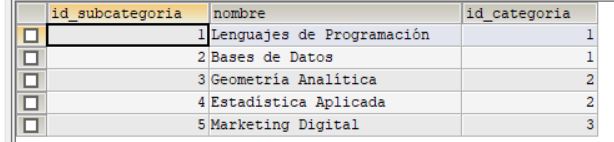 id_subcategoria nombre id_categoria
1 Lenguajes de Programación 1
2 Bases de Datos 1
3 Geometría Analítica 2
4 Estadística Aplicada 2
5 Marketing Digital 3